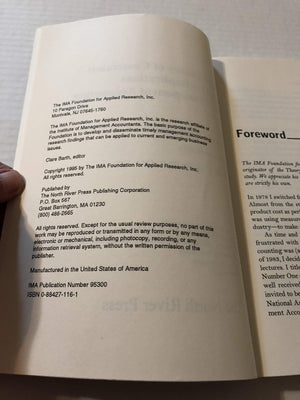 The IMA Foundation for Applied Research, Inc.
10 Paragon Drive
Montvale, NJ 07645-1760
The IMA Foundation for Applied Research, Inc. is the research affiliate of
the Institute of Management Accountants. The basic purpose of the
Foundation is to develop and disseminate timely management accounting
research findings that can be applied to current and emerging business
issues.
Clare Barth, editor
Copyright 1995 by The IMA Foundation for Applied Research, Inc.
All rights reserved.
Published by
The North River Press Publishing Corporation
P.O. Box 567
Great Barrington, MA 01230
(800) 486-2665
All rights reserved. Except for the usual review purposes, no part of this
work may be reproduced or transmitted in any form or by any means,
electronic or mechanical, including photocopy, recording, or any
information retrieval system, without the written permission of the
publisher.
Manufactured in the United States of America
IMA Publication Number 95300
ISBN 0-88427-116-1
Foreword
The IMA Foundation fo
originator of the Theor
study. We appreciate his
are strictly his own.
In 1978 I switched fro
Almost from the
product cost as
was using measur
dustry—to make
As time and
frustrated with
counting was
of 1983, I decid
lectures. I titled
Number One
well received
invited to
National A
ment Accou